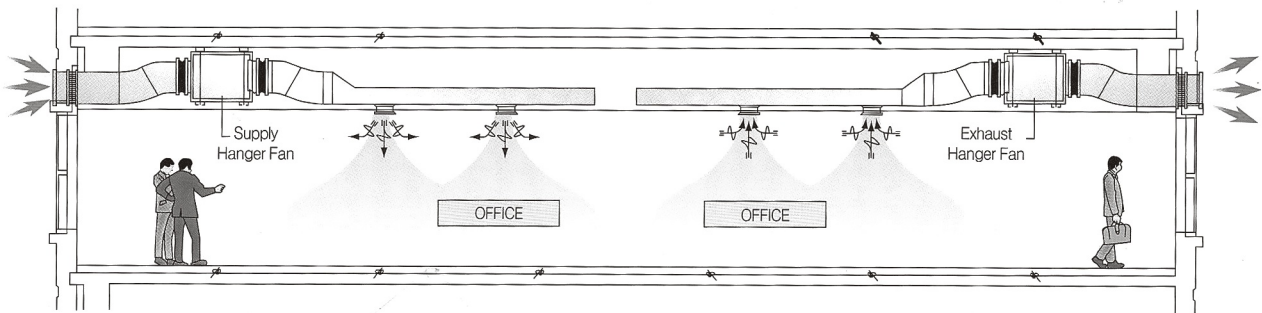 Supply
Hanger Fan
Exhaust
Hanger Fan
OFFICE
OFFICE